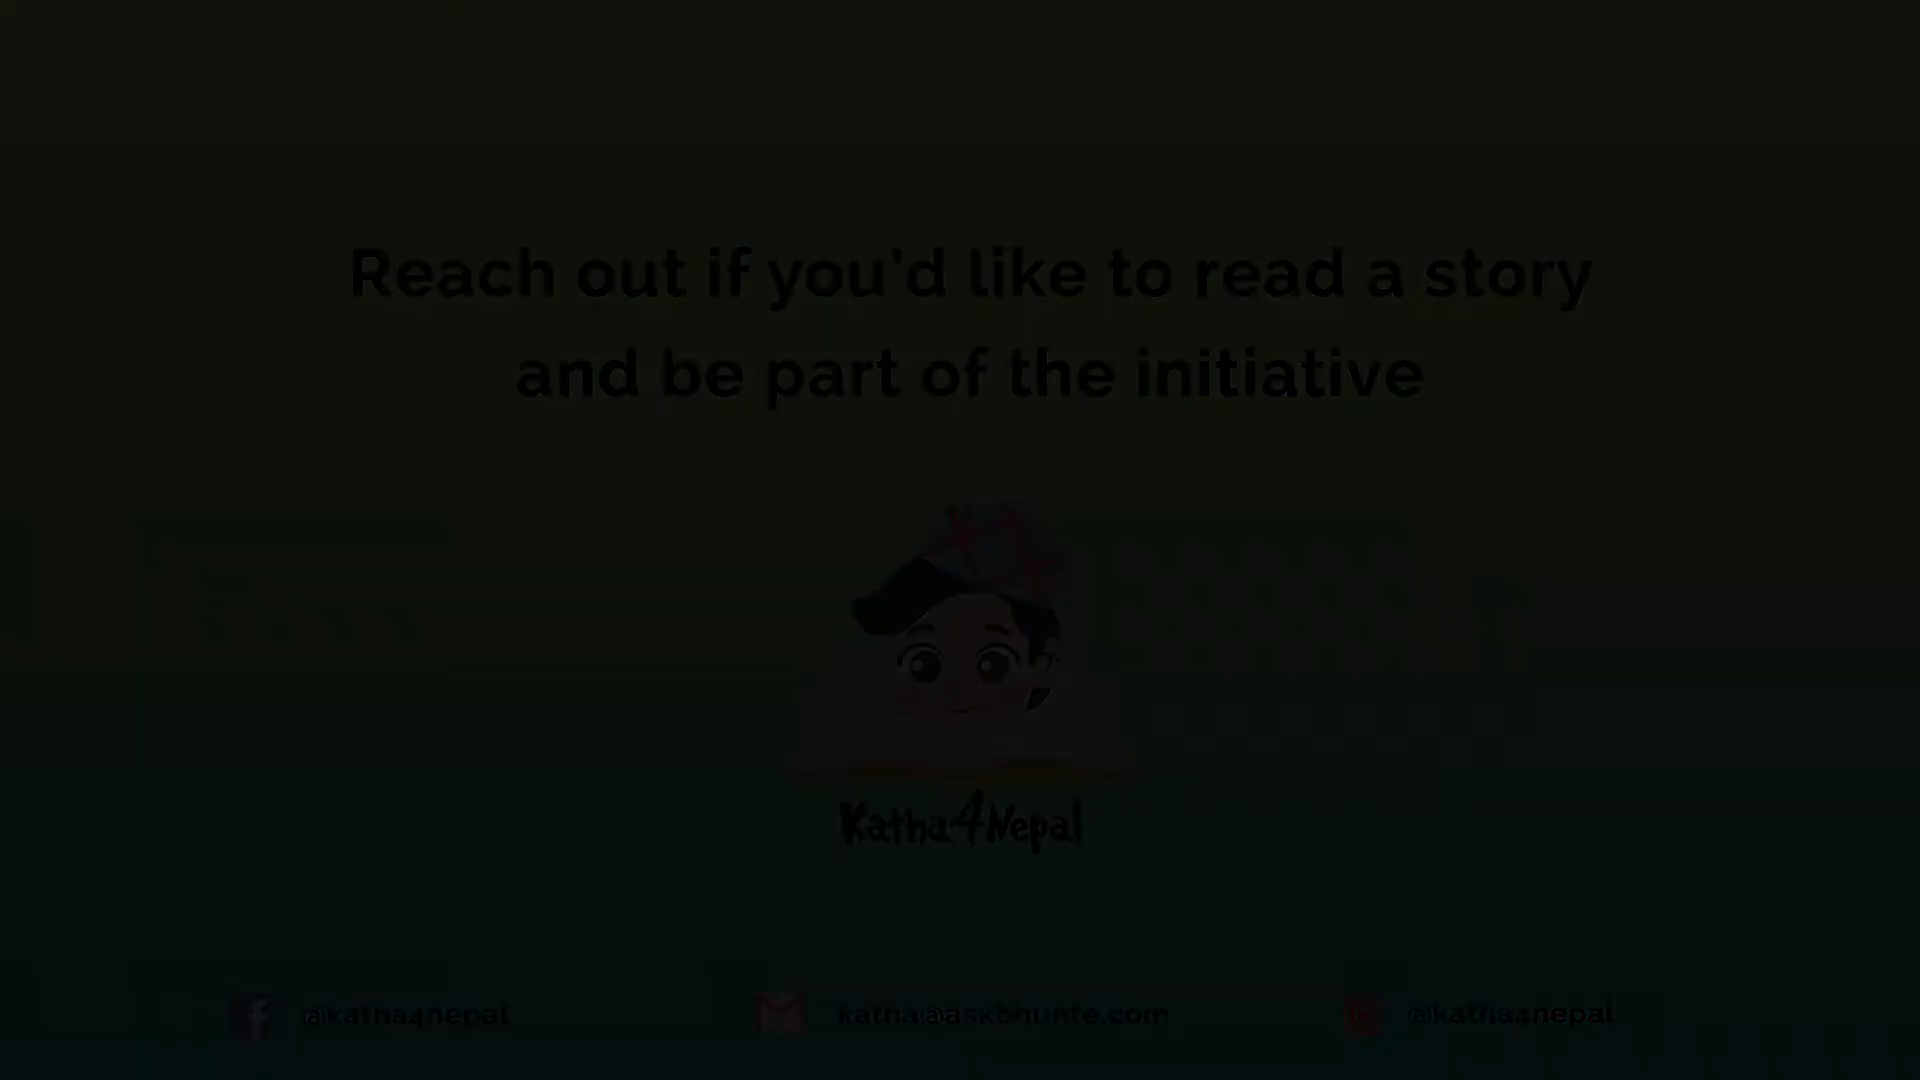 Reach out if you'd like to read a story
and be part of the initiative
Katha4Nepal
@katha4nepal
katha@askbhunte.com
@katha4nepal